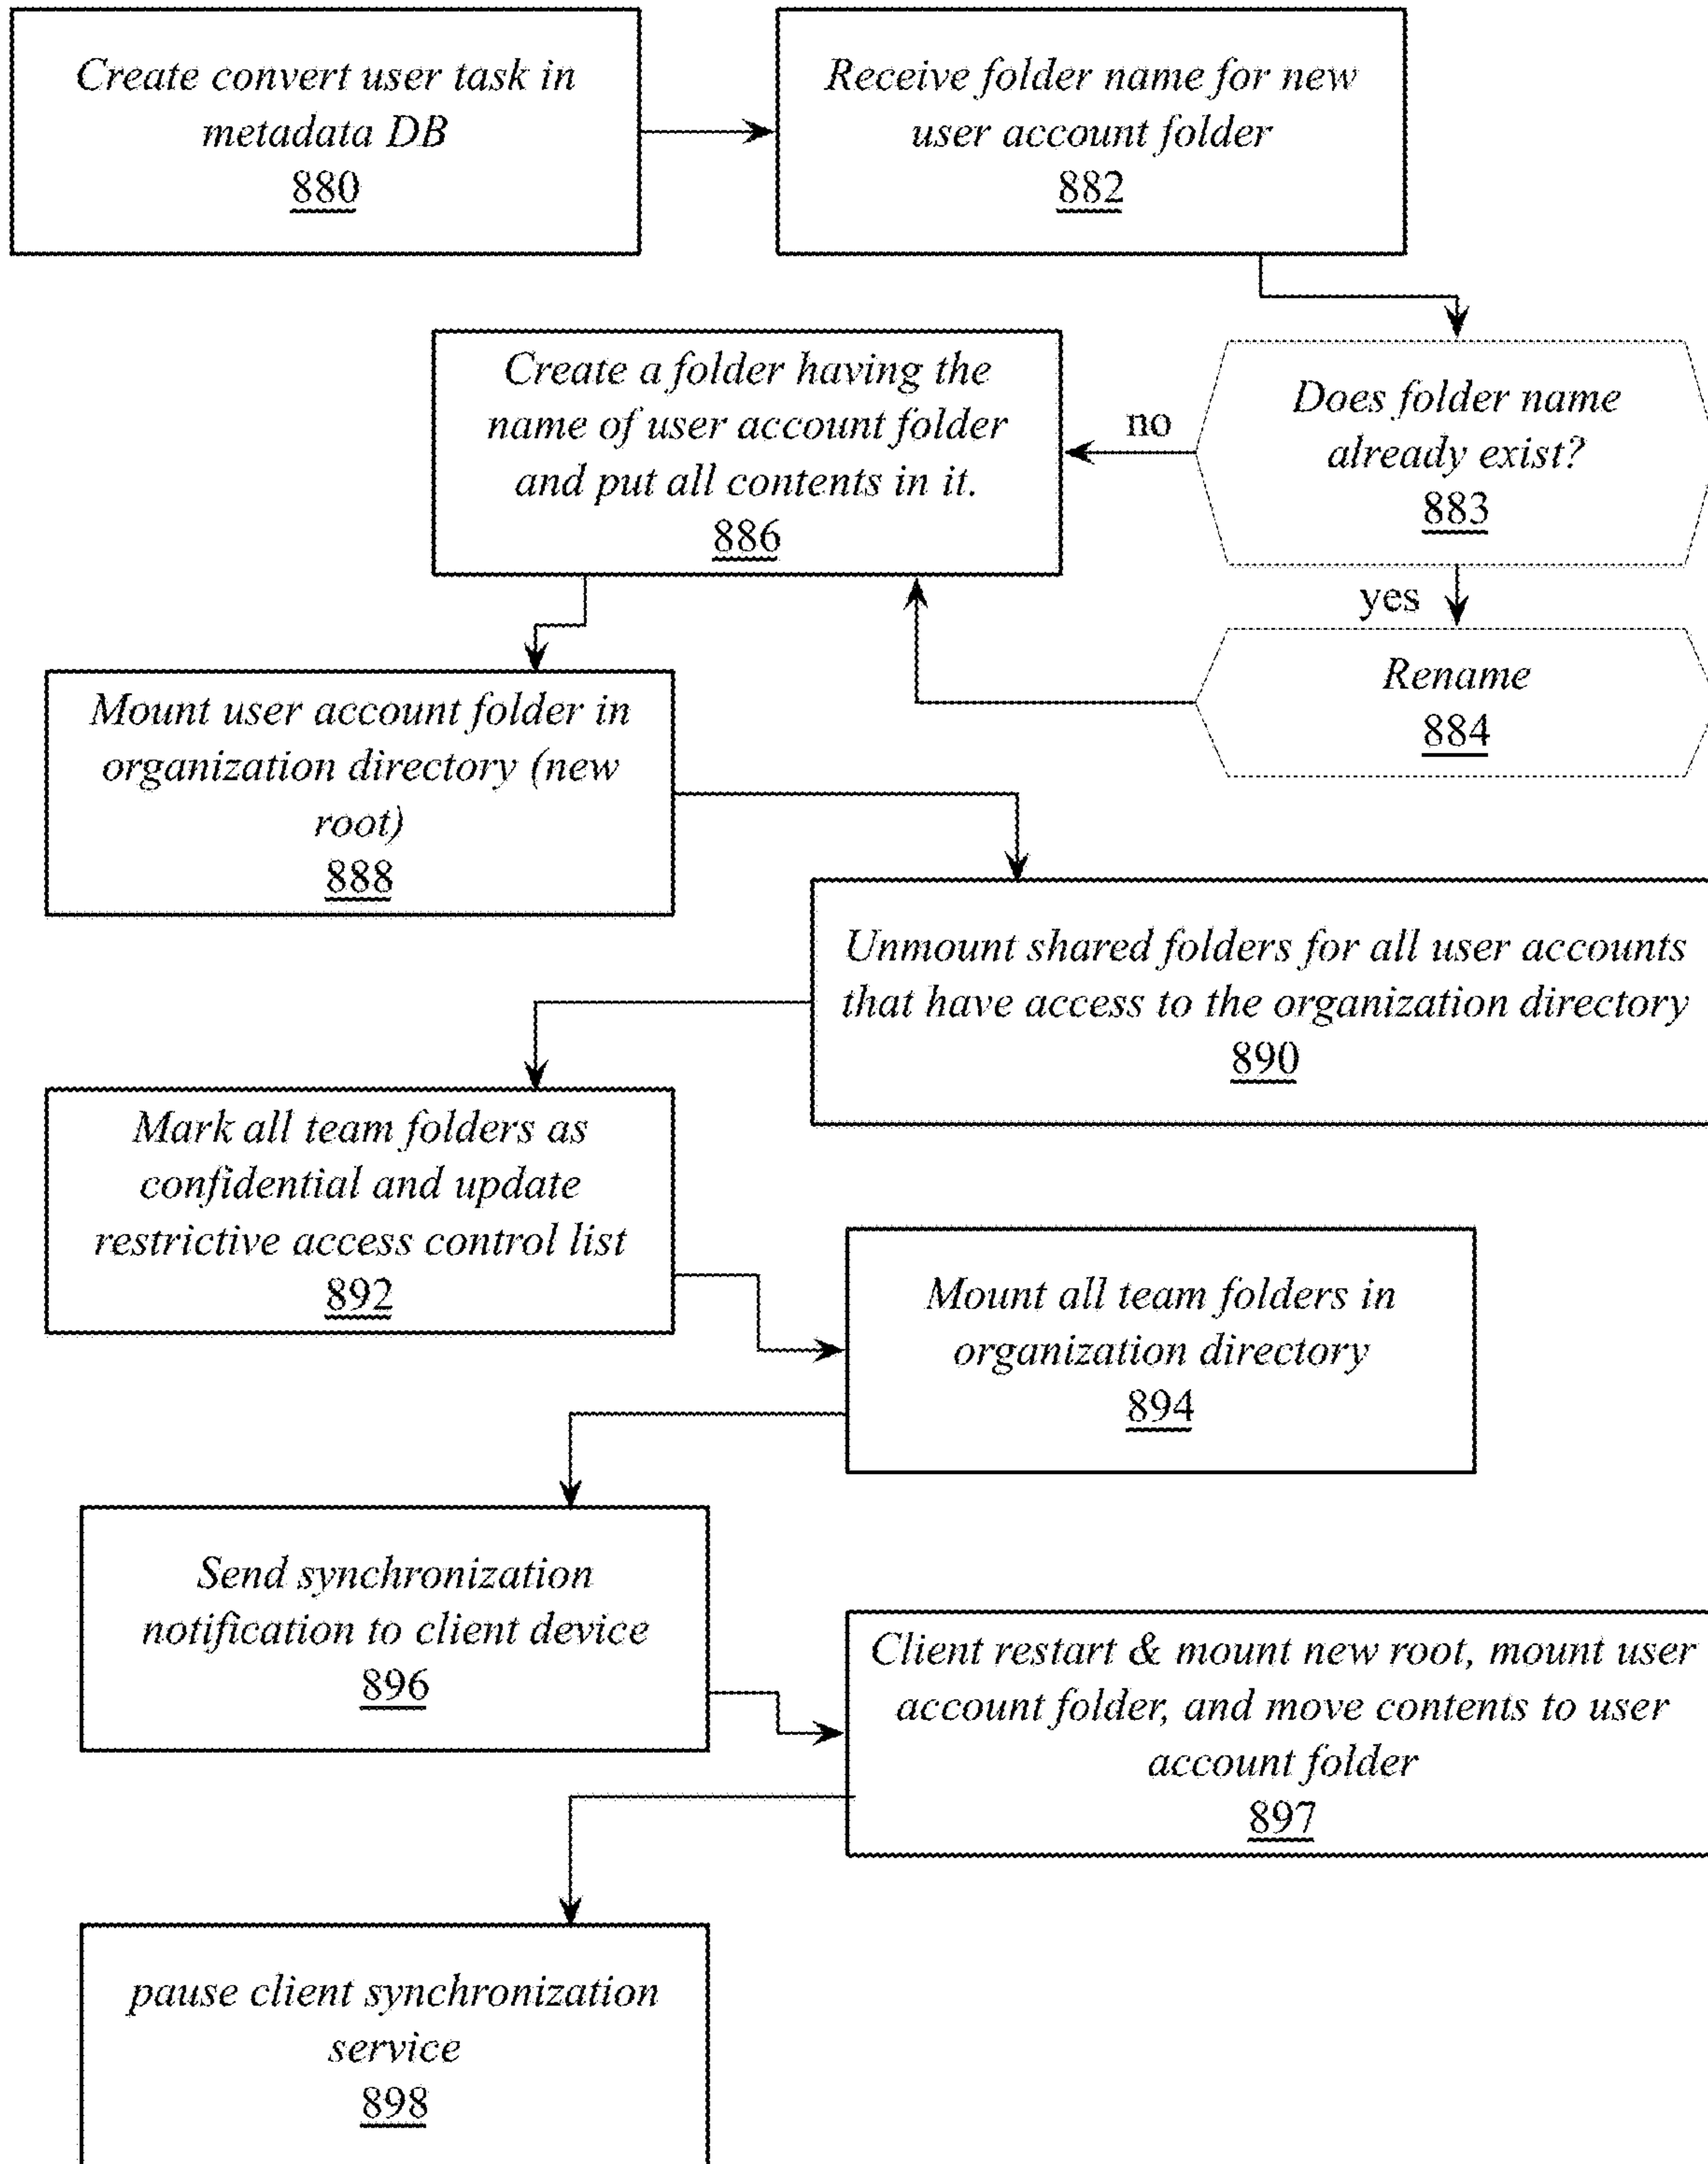 Create convert user task in
metadata DB
880
Receive folder name for new
user account folder
882
Does folder name
already exist?
883
no
yes
Rename
884
Create a folder having the
name of user account folder
and put all contents in it.
886
Mount user account folder in
organization directory (new
root)
888
Unmount shared folders for all user accounts
that have access to the organization directory
890
Mark all team folders as
confidential and update
restrictive access control list
892
Mount all team folders in
organization directory
894
Send synchronization
notification to client device
896
Client restart & mount new root, mount user
account folder, and move contents to user
account folder
897
pause client synchronization
service
898